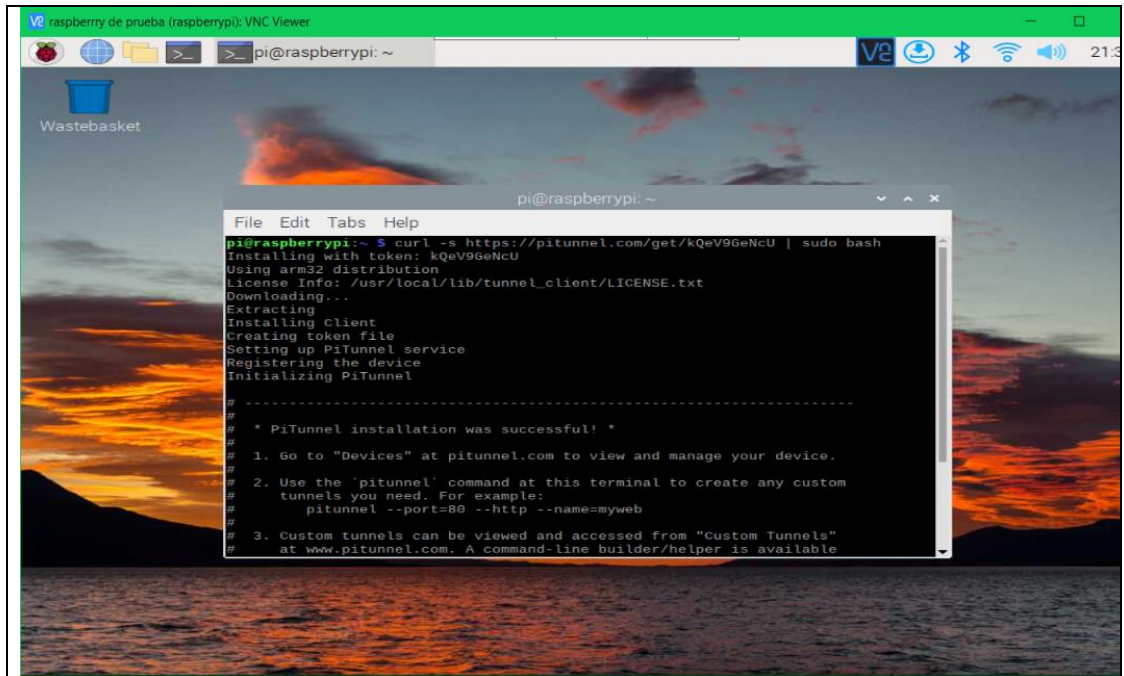 raspberrry de prueba (raspberrypi): VNC Viewer
pi@raspberrypi: ~
Wastebasket
pi@raspberrypi: ~
File Edit Tabs Help
pi@raspberrypi:~ $ curl -s https://pitunnel.com/get/kQeV9GeNcU | sudo bash
Installing with token: kQeV9GeNcU
Using arm32 distribution
License Info: /usr/local/lib/tunnel_client/LICENSE.txt
Downloading...
Extracting
Installing Client
Creating token file
Setting up PiTunnel service
Registering the device
Initializing PiTunnel
# -----------------------------------------------------------------------
#
# * PiTunnel installation was successful! *
#
# 1. Go to "Devices" at pitunnel.com to view and manage your device.
#
# 2. Use the `pitunnel` command at this terminal to create any custom
# tunnels you need. For example:
# pitunnel --port=80 --http --name=myweb
#
# 3. Custom tunnels can be viewed and accessed from "Custom Tunnels"
# at www.pitunnel.com. A command-line builder/helper is available